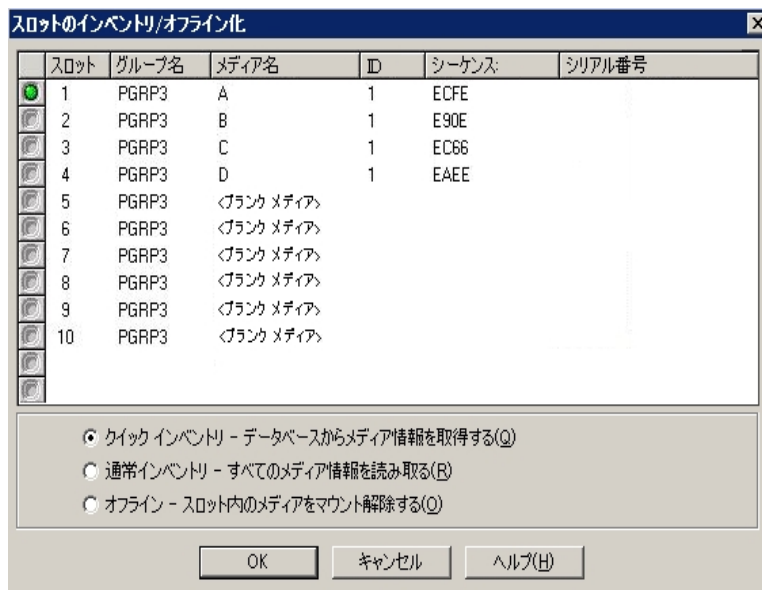 スロットのインベントリ/オフライン化
スロット グループ名 メディア名 ID シーケンス: シリアル番号
1 PGRP3 A 1 ECFE
2 PGRP3 B 1 E90E
3 PGRP3 C 1 EC66
4 PGRP3 D 1 EAEE
5 PGRP3 <ブランク メディア>
6 PGRP3 <ブランク メディア>
7 PGRP3 <ブランク メディア>
8 PGRP3 <ブランク メディア>
9 PGRP3 <ブランク メディア>
10 PGRP3 <ブランク メディア>
クイック インベントリ - データベースからメディア情報を取得する(Q)
通常インベントリ - すべてのメディア情報を読み取る(R)
オフライン - スロット内のメディアをマウント解除する(O)
OK キャンセル ヘルプ(H)